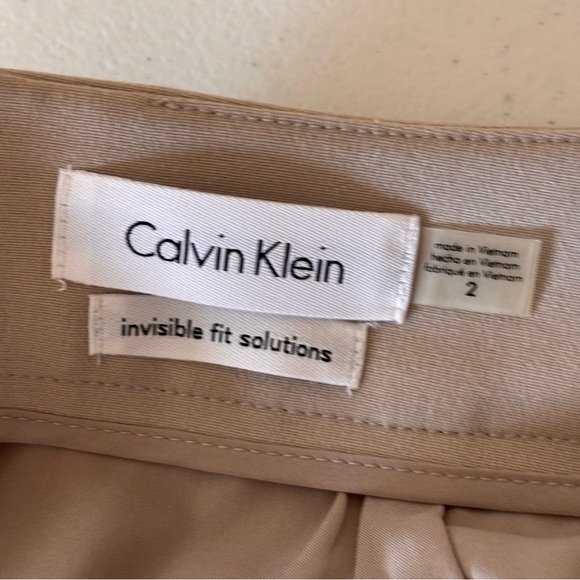 Calvin Klein
invisible fit solutions
made in Vietnam
hecho en Vietnam
fabriqué en Vietnam
2